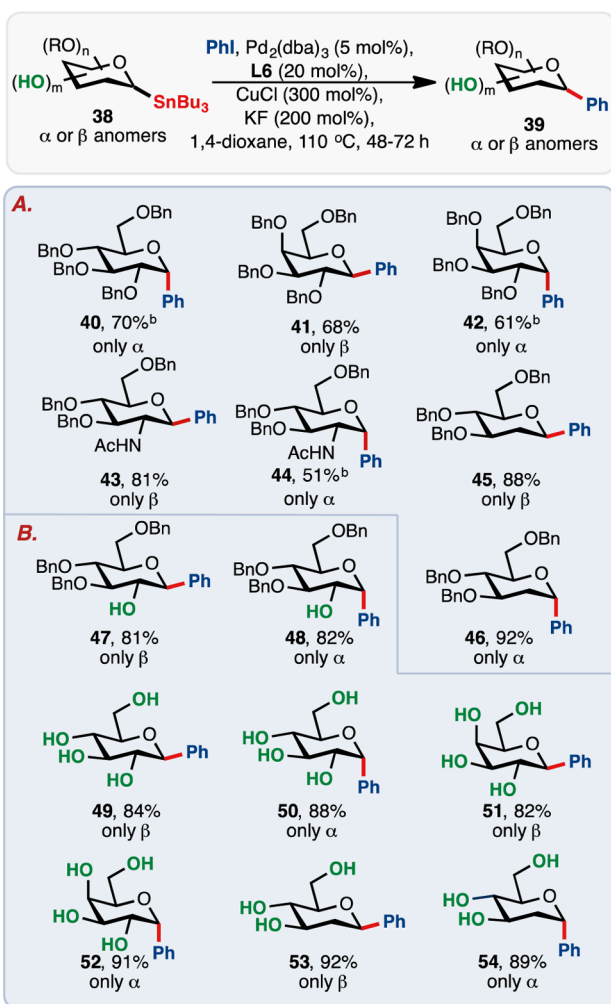 (RO)n
O
(HO)m
SnBu3
38
α or β anomers
PhI, Pd2(dba)3 (5 mol%),
L6 (20 mol%),
CuCl (300 mol%),
KF (200 mol%),
1,4-dioxane, 110 ºC, 48-72 h
(RO)n
O
(HO)m
Ph
39
α or β anomers
A.
OBn
BnO
O
BnO
BnO
Ph
40, 70%b
only α
BnO
OBn
O
BnO
Ph
OBn
41, 68%
only β
BnO
OBn
O
BnO
BnO
Ph
42, 61%b
only α
OBn
BnO
O
BnO
Ph
AcHN
43, 81%
only β
OBn
BnO
O
BnO
AcHN
Ph
44, 51%b
only α
OBn
BnO
O
BnO
Ph
45, 88%
only β
B.
OBn
BnO
O
BnO
Ph
HO
47, 81%
only β
OBn
BnO
O
BnO
HO
Ph
48, 82%
only α
OBn
BnO
O
BnO
Ph
46, 92%
only α
OH
HO
O
HO
Ph
HO
49, 84%
only β
OH
HO
O
HO
HO
Ph
50, 88%
only α
HO
OH
O
HO
Ph
HO
51, 82%
only β
HO
OH
O
HO
HO
Ph
52, 91%
only α
OH
HO
O
HO
Ph
53, 92%
only β
OH
HO
O
HO
Ph
54, 89%
only α